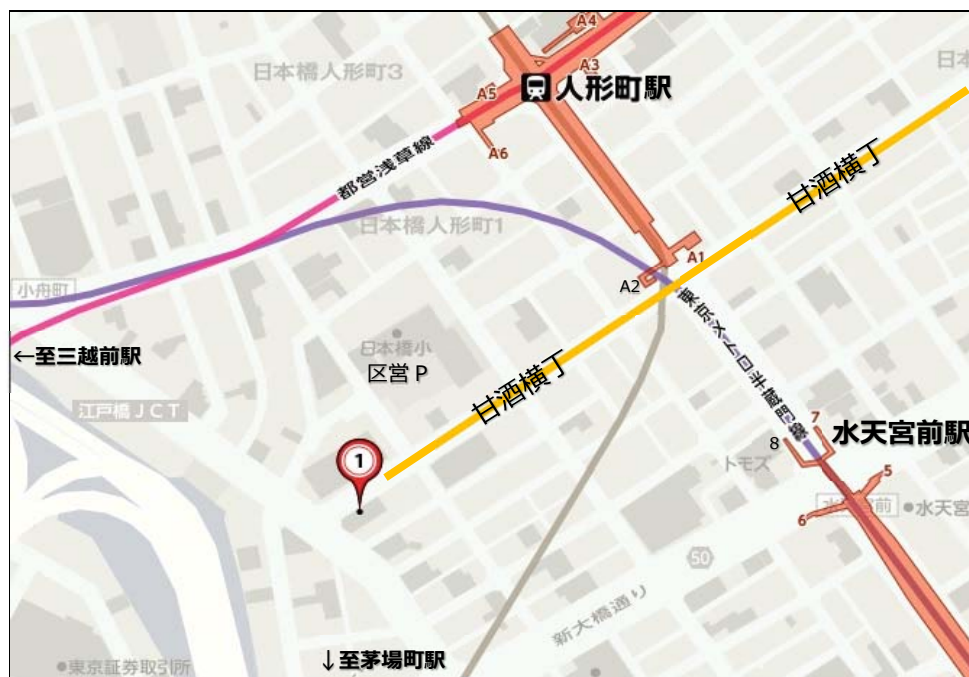 A4
日本橋人形町3
A3
日本
A5
人形町駅
A6
都営浅草線
甘酒横丁
日本橋人形町1
A1
小舟町
A2
東京メトロ半蔵門線
←至三越前駅
日本橋小
区営 P
甘酒横丁
江戸橋JCT
7
水天宮前駅
8
1
トモズ
5
水天宮前
水天宮
6
50
新大橋通り
東京証券取引所
↓至茅場町駅